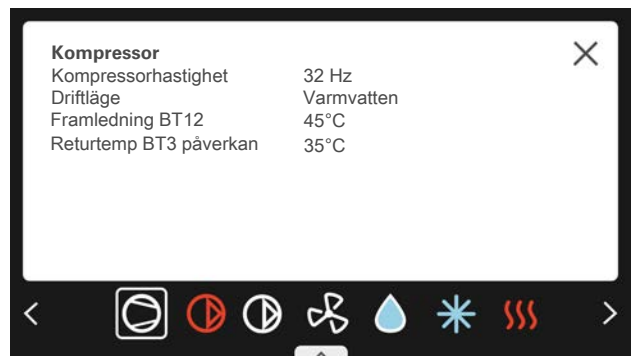 Kompressor
Kompressorhastighet 32 Hz
Driftläge Varmvatten
Framledning BT12 45°C
Returtemp BT3 påverkan 35°C